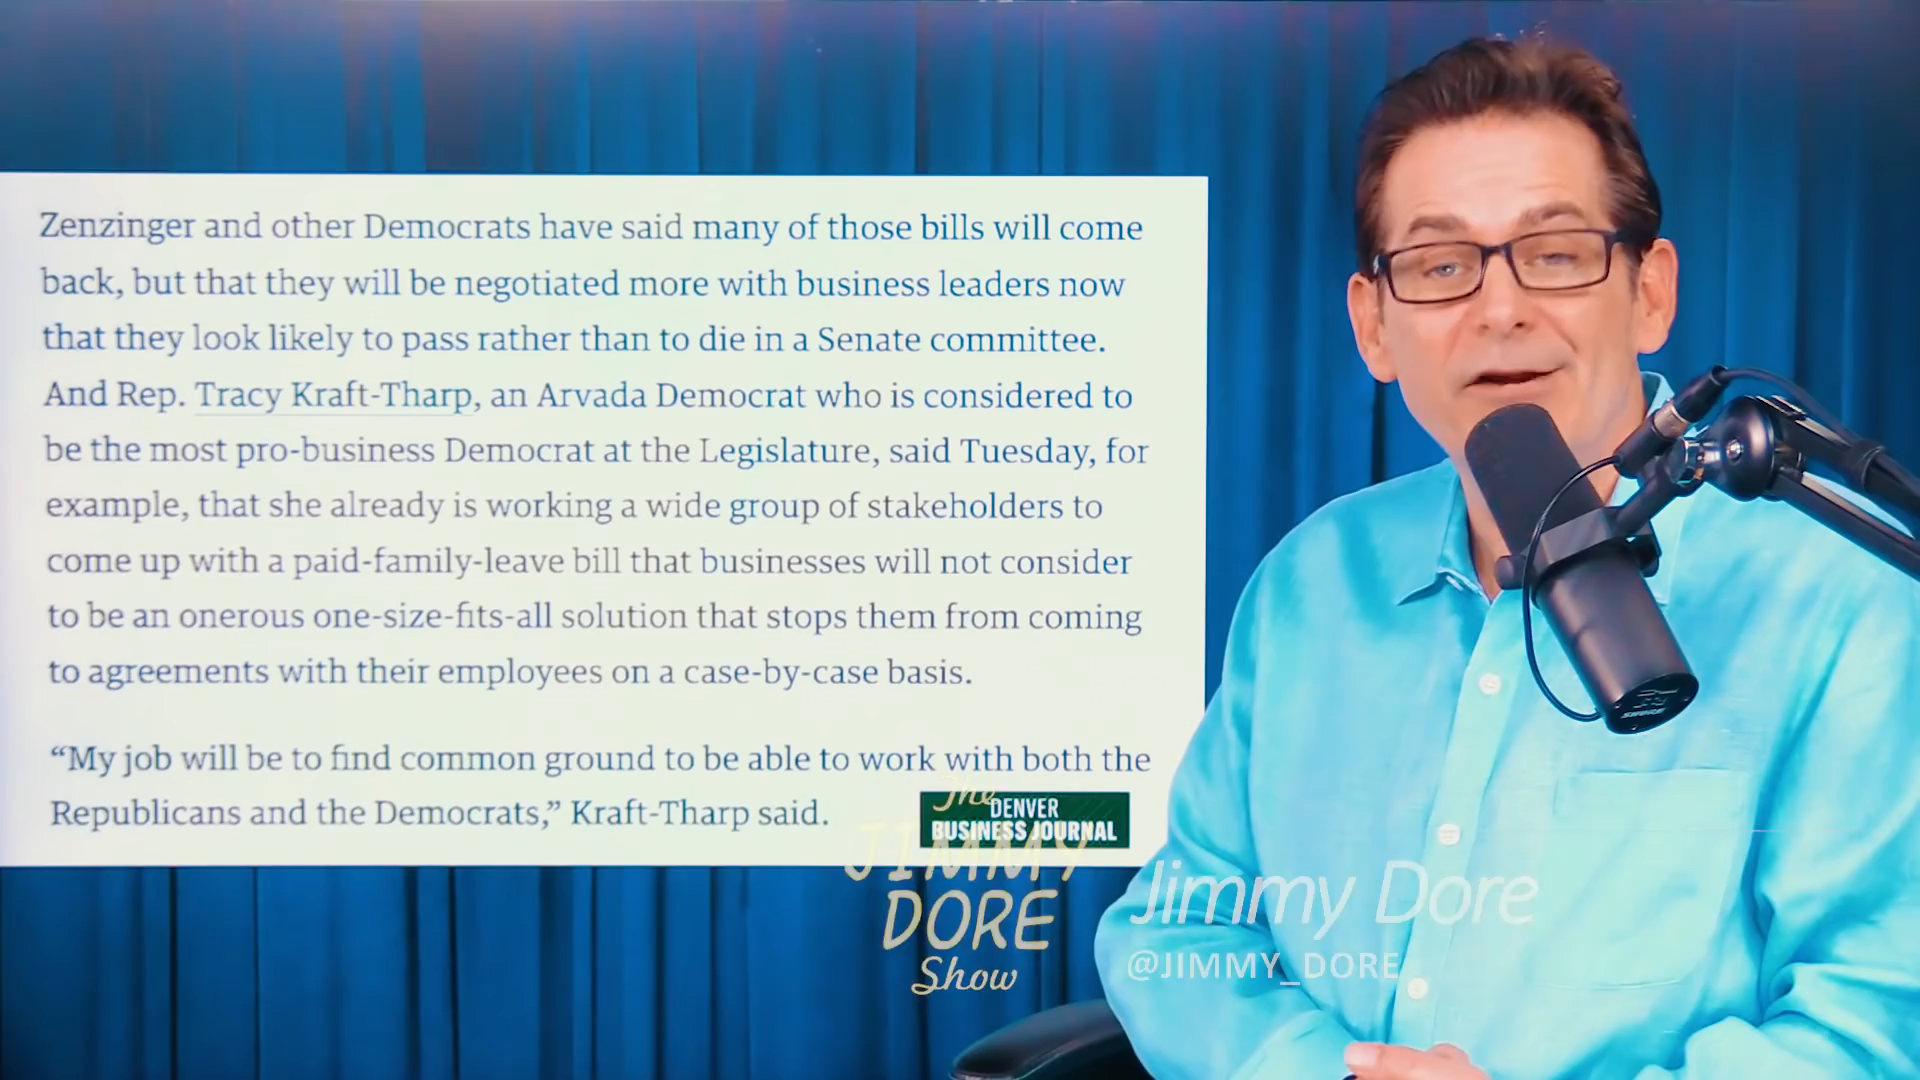 Zenzinger and other Democrats have said many of those bills will come
back, but that they will be negotiated more with business leaders now
that they look likely to pass rather than to die in a Senate committee.
And Rep. Tracy Kraft-Tharp, an Arvada Democrat who is considered to
be the most pro-business Democrat at the Legislature, said Tuesday, for
example, that she already is working a wide group of stakeholders to
come up with a paid-family-leave bill that businesses will not consider
to be an onerous one-size-fits-all solution that stops them from coming
to agreements with their employees on a case-by-case basis.
“My job will be to find common ground to be able to work with both the
Republicans and the Democrats,” Kraft-Tharp said.
DENVER
BUSINESS JOURNAL
The
JIMMY
DORE
Show
Jimmy Dore
@JIMMY_DORE
SHURE